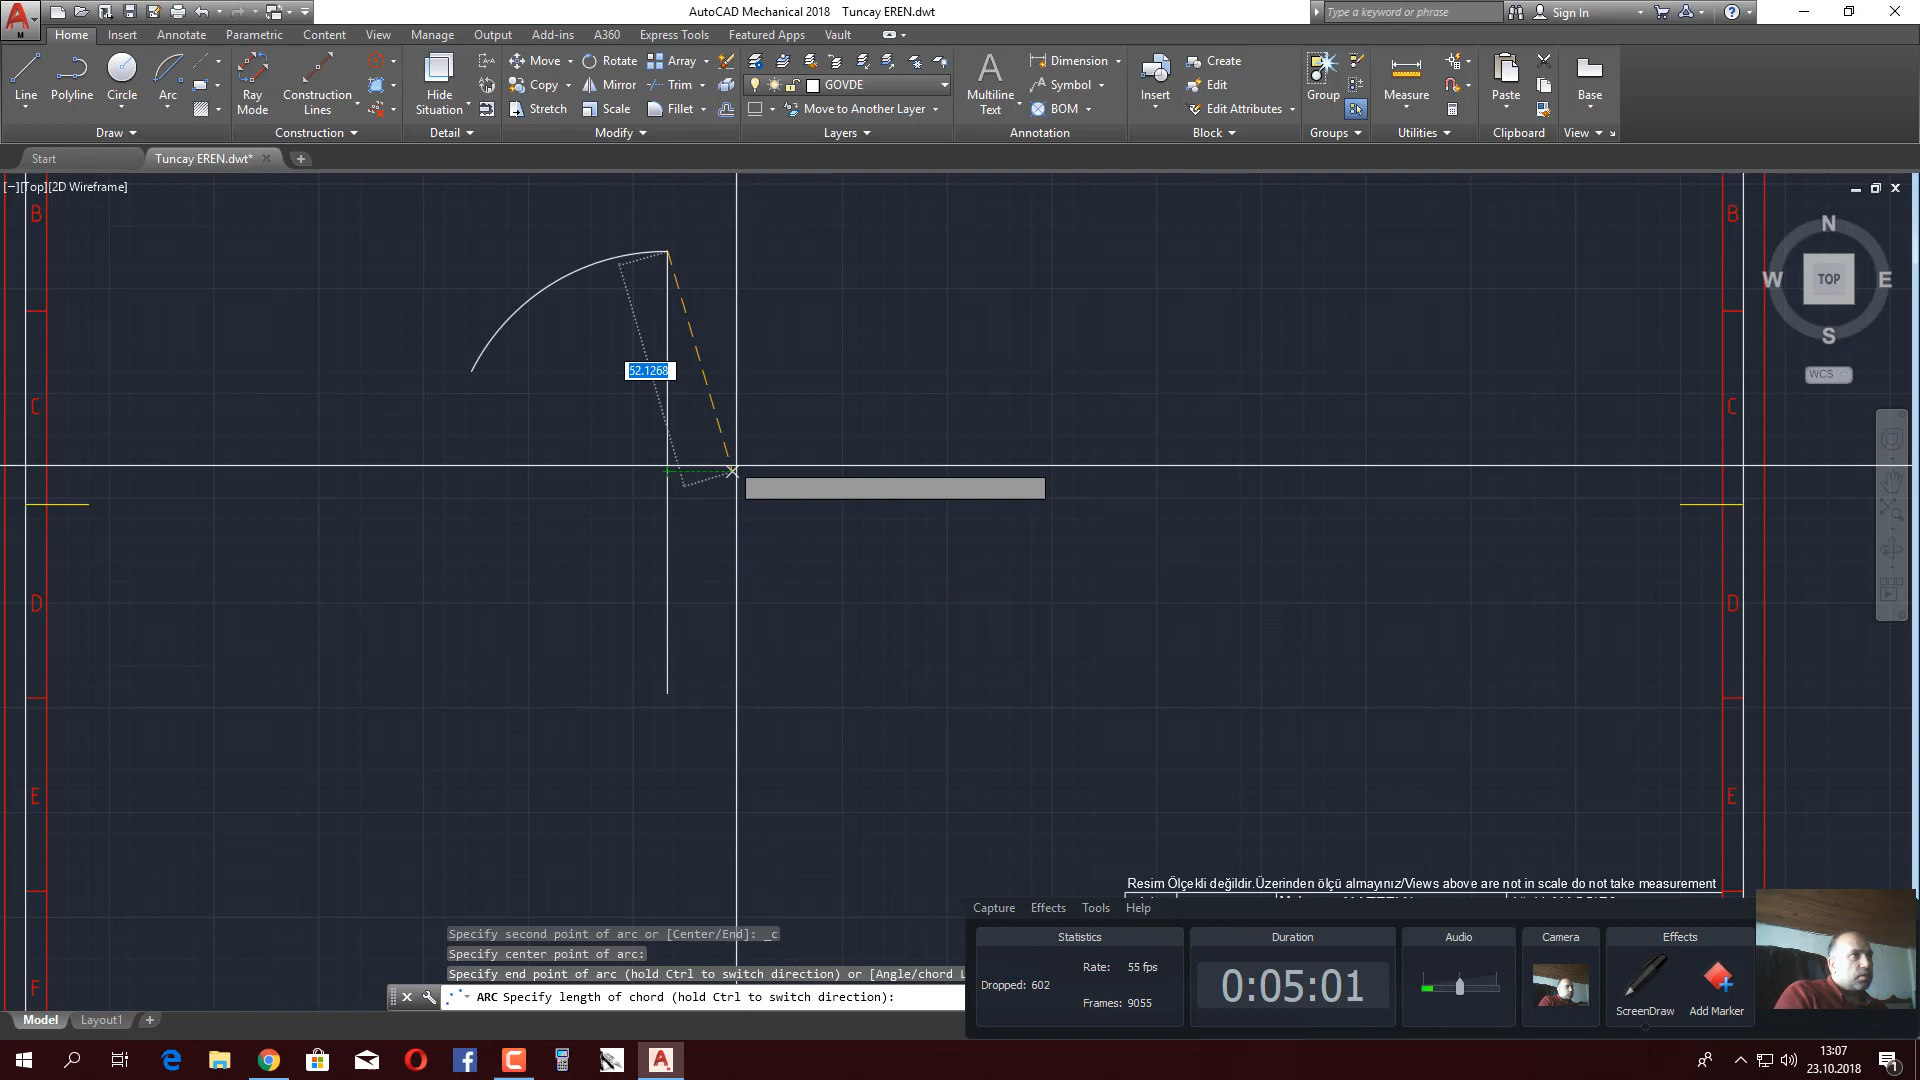 AutoCAD Mechanical 2018 Tuncay EREN.dwt
Type a keyword or phrase
Sign In
Home Insert Annotate Parametric Content View Manage Output Add-ins A360 Express Tools Featured Apps Vault
Line Polyline Circle Arc
Ray Mode
Construction Lines
Hide Situation
Move Rotate Array
Copy Mirror Trim
Stretch Scale Fillet
GOVDE
Move to Another Layer
Multiline Text
Dimension
Symbol
BOM
Insert
Create
Edit
Edit Attributes
Group
Measure
Paste
Base
Draw Construction Detail Modify Layers Annotation Block Groups Utilities Clipboard View
Start Tuncay EREN.dwt*
[−][Top][2D Wireframe]
B B
N
W TOP E
S
WCS
52.1268
C C
D D
E E
F
Resim Ölçekli değildir.Üzerinden ölçü almayınız/Views above are not in scale do not take measurement
Specify second point of arc or [Center/End]: _c
Specify center point of arc:
Specify end point of arc (hold Ctrl to switch direction) or [Angle/chord L
ARC Specify length of chord (hold Ctrl to switch direction):
Capture Effects Tools Help
Statistics Duration Audio Camera Effects
Rate: 55 fps
Dropped: 602
Frames: 9055
0:05:01
ScreenDraw Add Marker
Model Layout1
13:07
23.10.2018
1